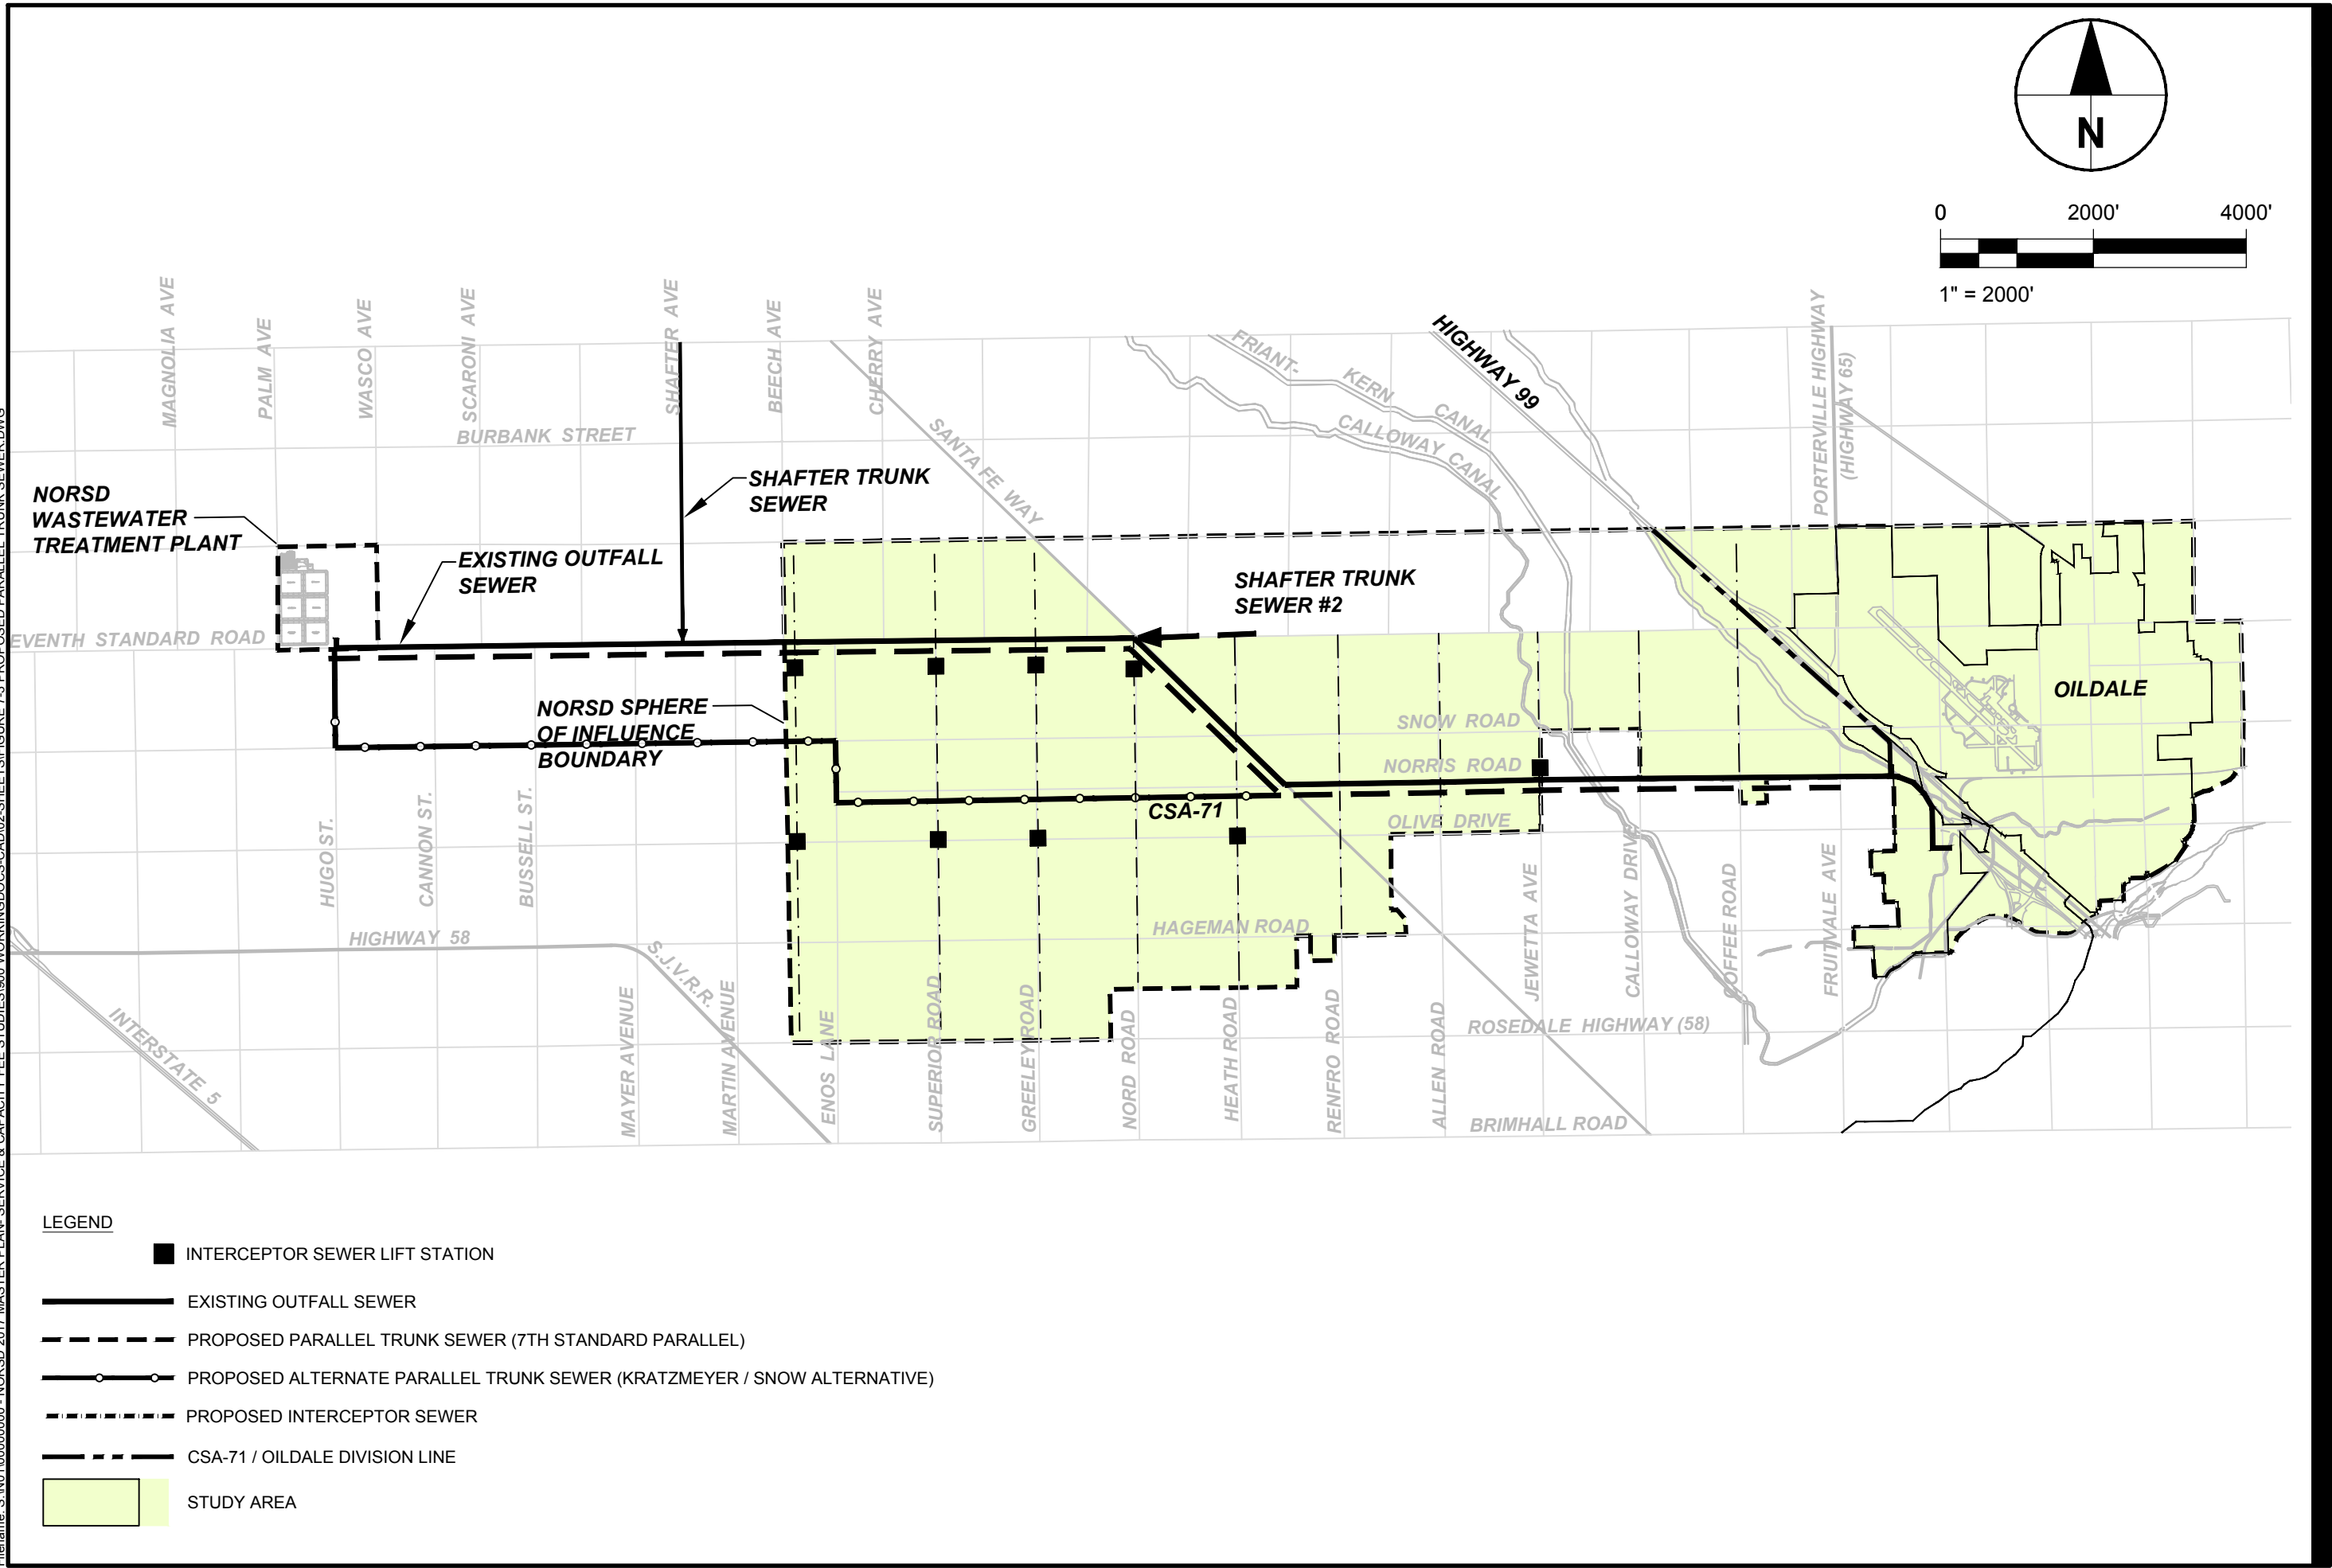 N
0 2000' 4000'
1" = 2000'
MAGNOLIA AVE
PALM AVE
WASCO AVE
SCARONI AVE
SHAFTER AVE
BEECH AVE
CHERRY AVE
BURBANK STREET
SANTA FE WAY
FRIANT-
KERN
CANAL
CALLOWAY CANAL
HIGHWAY 99
PORTERVILLE HIGHWAY
(HIGHWAY 65)
NORSD
WASTEWATER
TREATMENT PLANT
EXISTING OUTFALL
SEWER
SHAFTER TRUNK
SEWER
SHAFTER TRUNK
SEWER #2
EVENTH STANDARD ROAD
NORSD SPHERE
OF INFLUENCE
BOUNDARY
OILDALE
SNOW ROAD
NORRIS ROAD
CSA-71
OLIVE DRIVE
HUGO ST.
CANNON ST.
BUSSELL ST.
HIGHWAY 58
S.J.V.R.R.
INTERSTATE 5
MAYER AVENUE
MARTIN AVENUE
ENOS LANE
SUPERIOR ROAD
GREELEY ROAD
NORD ROAD
HEATH ROAD
RENFRO ROAD
ALLEN ROAD
JEWETTA AVE
CALLOWAY DRIVE
COFFEE ROAD
FRUITVALE AVE
HAGEMAN ROAD
ROSEDALE HIGHWAY (58)
BRIMHALL ROAD
LEGEND
INTERCEPTOR SEWER LIFT STATION
EXISTING OUTFALL SEWER
PROPOSED PARALLEL TRUNK SEWER (7TH STANDARD PARALLEL)
PROPOSED ALTERNATE PARALLEL TRUNK SEWER (KRATZMEYER / SNOW ALTERNATIVE)
PROPOSED INTERCEPTOR SEWER
CSA-71 / OILDALE DIVISION LINE
STUDY AREA